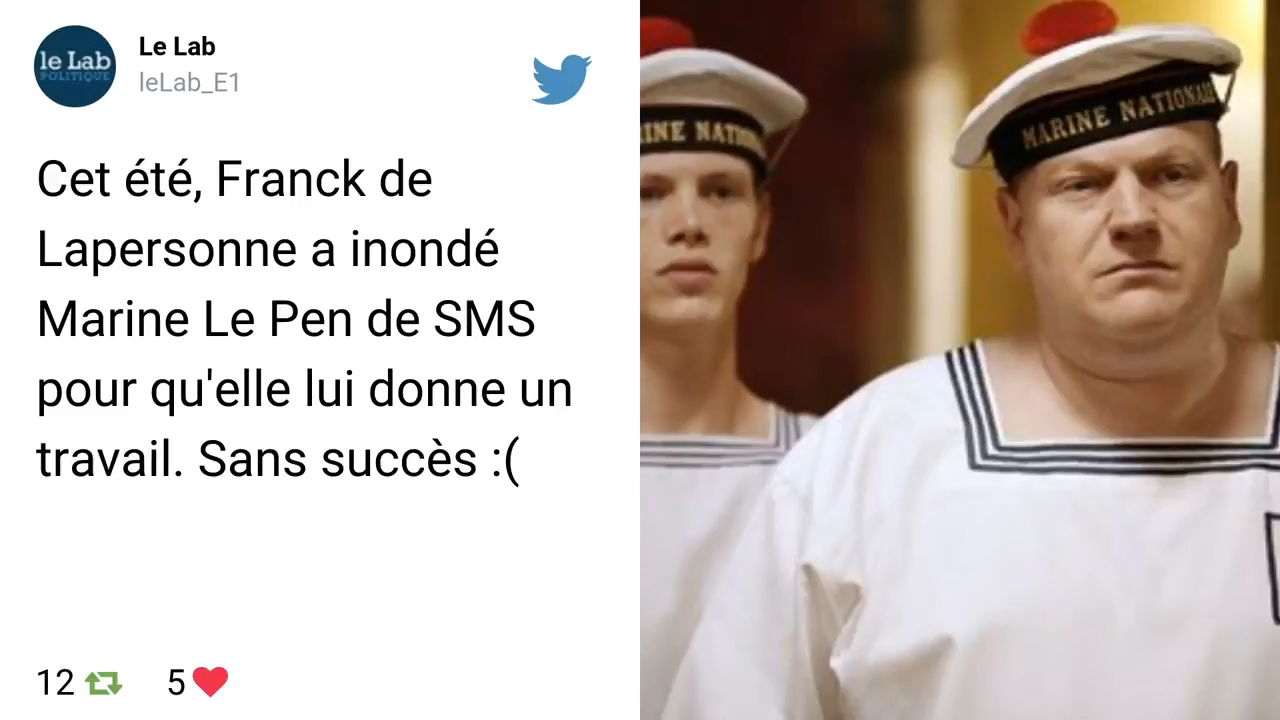 le Lab
POLITIQUE
Le Lab
leLab_E1
Cet été, Franck de
Lapersonne a inondé
Marine Le Pen de SMS
pour qu'elle lui donne un
travail. Sans succès :(
12
5
INE NATION
MARINE NATIONALE